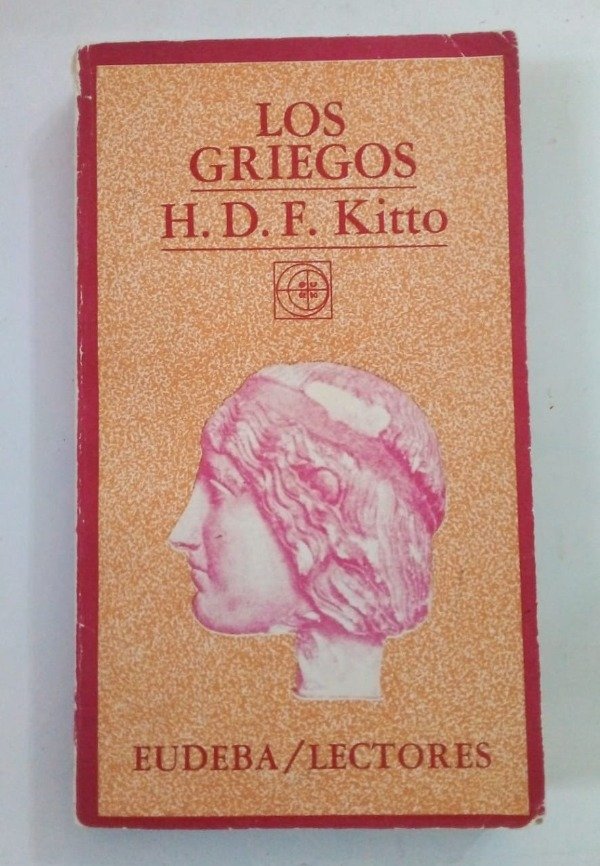 LOS
GRIEGOS
H. D. F. Kitto
EUDEBA/LECTORES